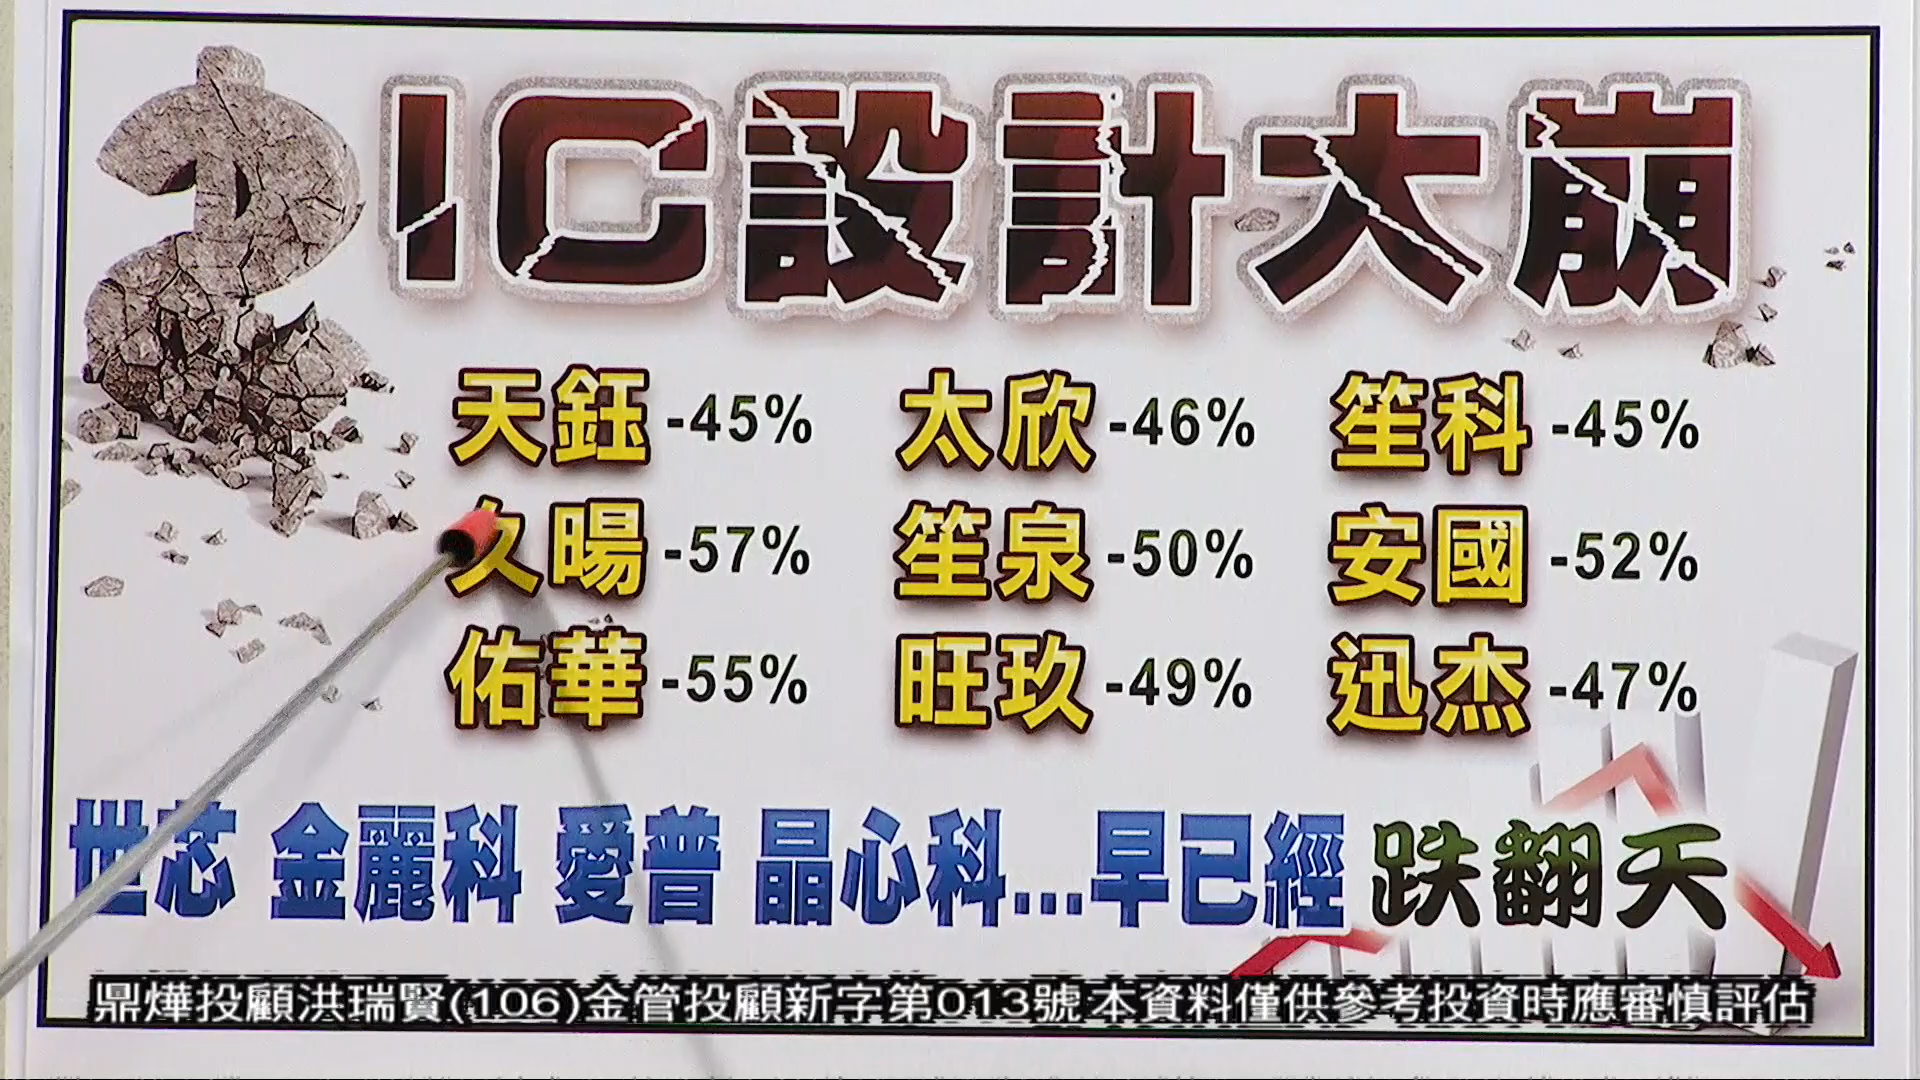 IC設計大崩
天鈺 -45% 太欣 -46% 笙科 -45%
久暘 -57% 笙泉 -50% 安國 -52%
佑華 -55% 旺玖 -49% 迅杰 -47%
世芯 金麗科 愛普 晶心科...早已經 跌翻天
鼎燁投顧洪瑞賢(106)金管投顧新字第013號 本資料僅供參考投資時應審慎評估